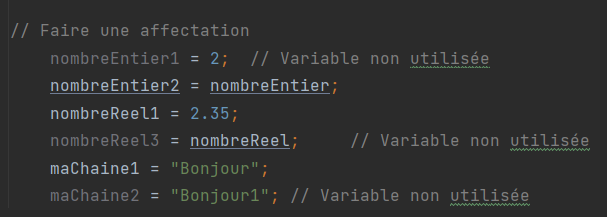 // Faire une affectation
nombreEntier1 = 2;  // Variable non utilisée
nombreEntier2 = nombreEntier;
nombreReel1 = 2.35;
nombreReel3 = nombreReel;     // Variable non utilisée
maChaine1 = "Bonjour";
maChaine2 = "Bonjour1"; // Variable non utilisée